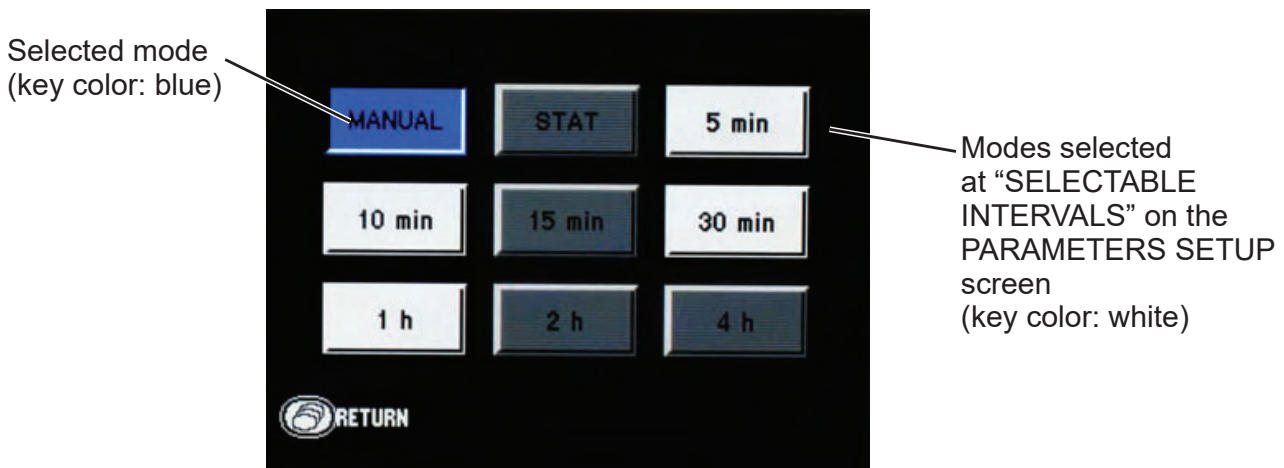 Selected mode
(key color: blue)
MANUAL
STAT
5 min
10 min
15 min
30 min
1 h
2 h
4 h
RETURN
Modes selected
at “SELECTABLE
INTERVALS” on the
PARAMETERS SETUP
screen
(key color: white)